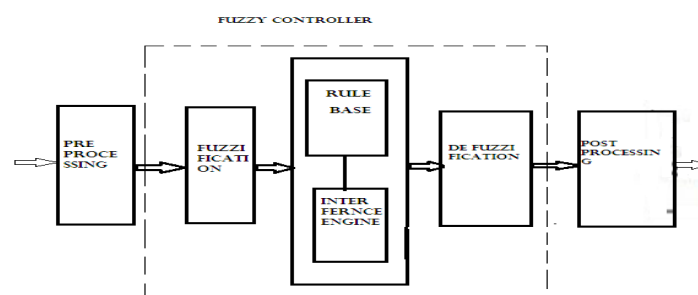 FUZZY CONTROLLER
PRE
PROCE
SSING
FUZZI
FICATI
ON
RULE
BASE
INTER
FERNCE
ENGINE
DE FUZZI
FICATION
POST
PROCESSIN
G